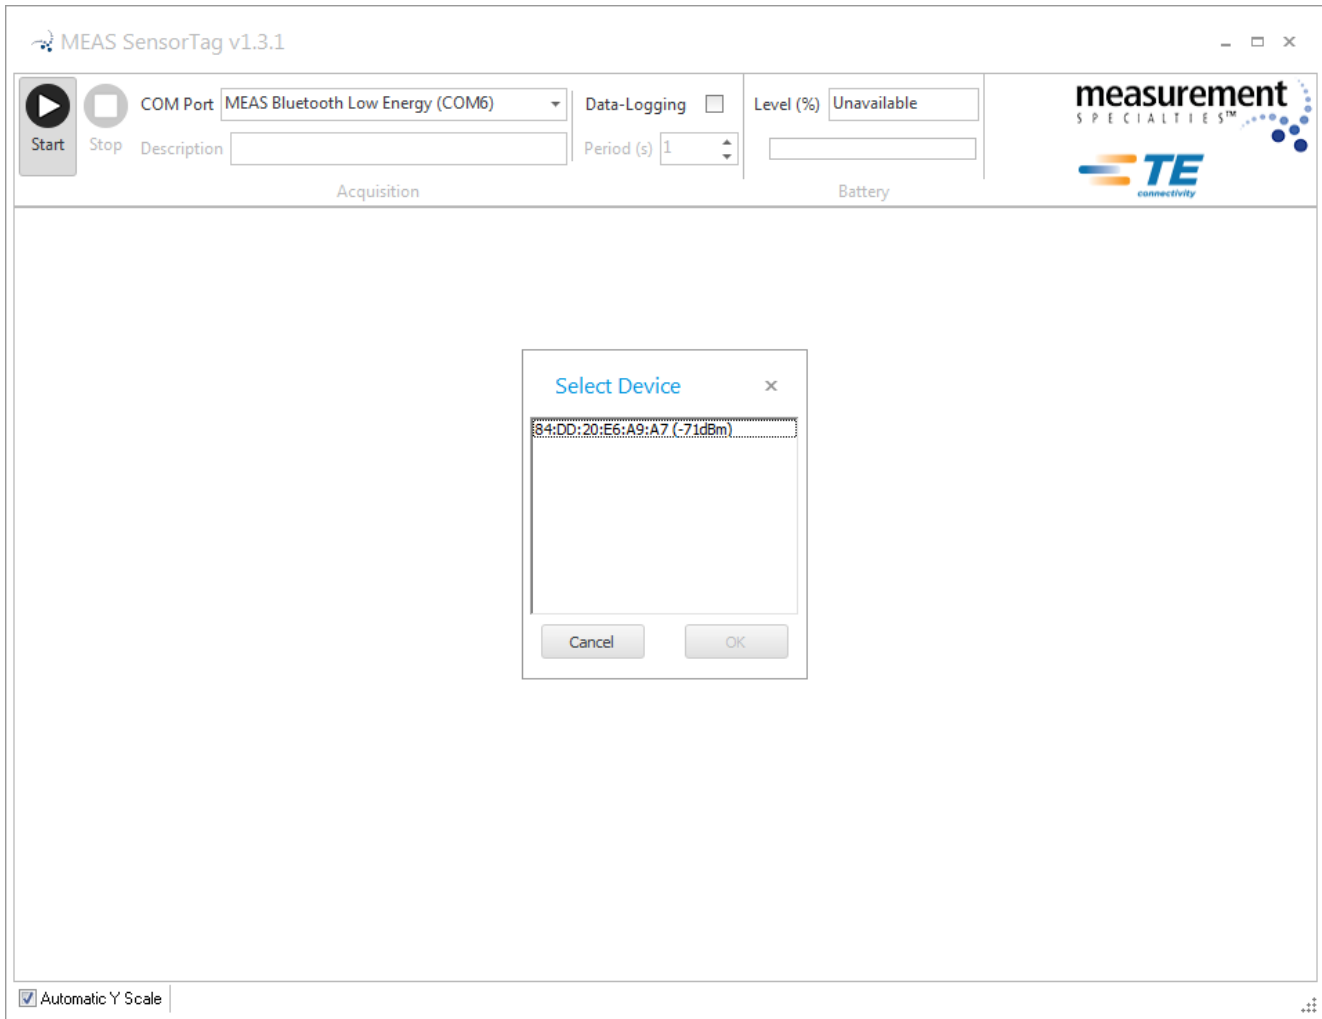 MEAS SensorTag v1.3.1
Start
Stop
COM Port MEAS Bluetooth Low Energy (COM6)
Description
Acquisition
Data-Logging
Period (s) 1
Level (%) Unavailable
Battery
measurement
SPECIALTIES™
TE
connectivity
Select Device
84:DD:20:E6:A9:A7 (-71dBm)
Cancel OK
Automatic Y Scale